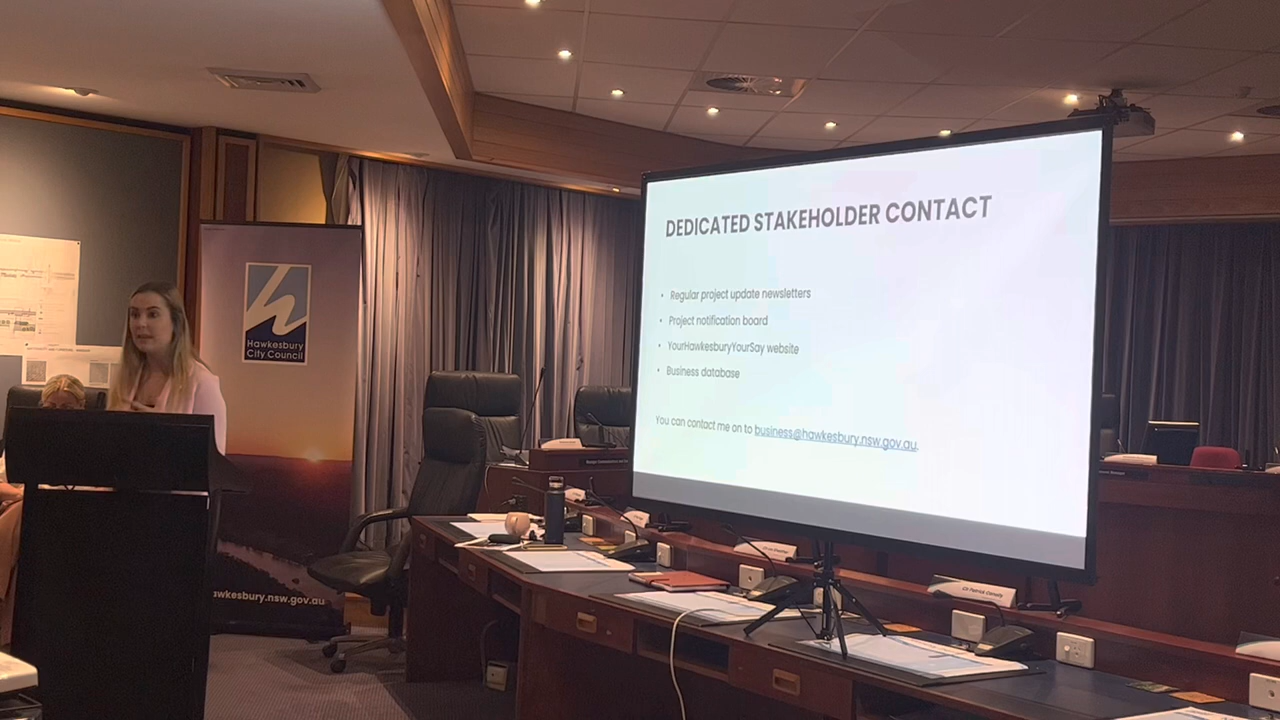 DEDICATED STAKEHOLDER CONTACT
• Regular project update newsletters
• Project notification board
• YourHawkesburyYourSay website
• Business database
You can contact me on to business@hawkesbury.nsw.gov.au.
Hawkesbury
City Council
awkesbury.nsw.gov.au